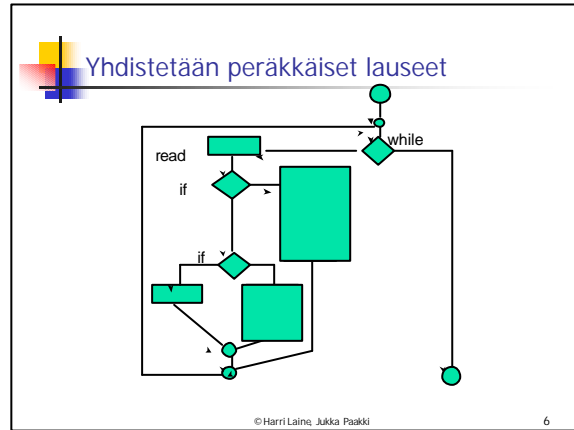 Yhdistetään peräkkäiset lauseet
while
read
if
if
© Harri Laine, Jukka Paakki
6